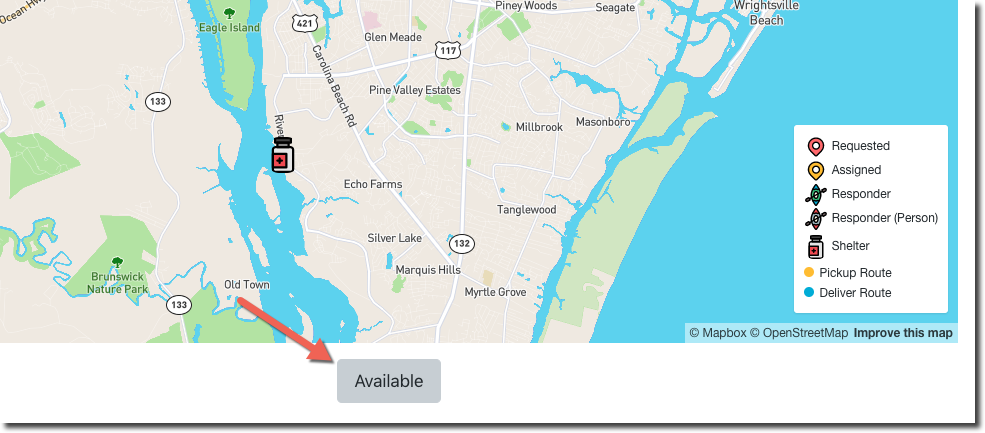 Ocean Hwy
Eagle Island
421
Piney Woods
Seagate
Wrightsville
Beach
Glen Meade
117
Carolina Beach Rd
Pine Valley Estates
133
River
Millbrook
Masonboro
Echo Farms
Tanglewood
Silver Lake
132
Marquis Hills
Brunswick
Nature Park
Old Town
133
Myrtle Grove
Requested
Assigned
Responder
Responder (Person)
Shelter
Pickup Route
Deliver Route
© Mapbox © OpenStreetMap Improve this map
Available